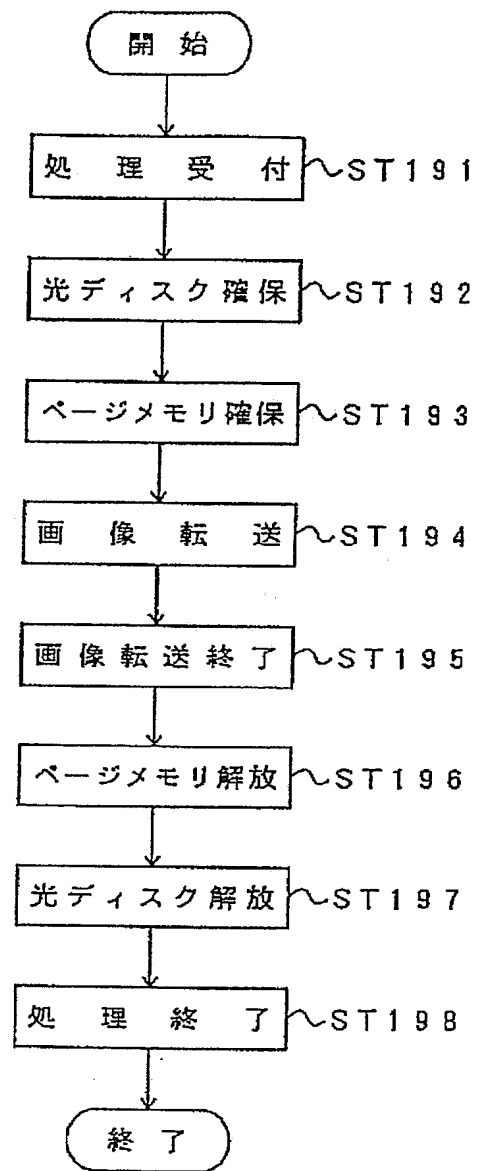 開始
処理受付 ST191
光ディスク確保 ST192
ページメモリ確保 ST193
画像転送 ST194
画像転送終了 ST195
ページメモリ解放 ST196
光ディスク解放 ST197
処理終了 ST198
終了